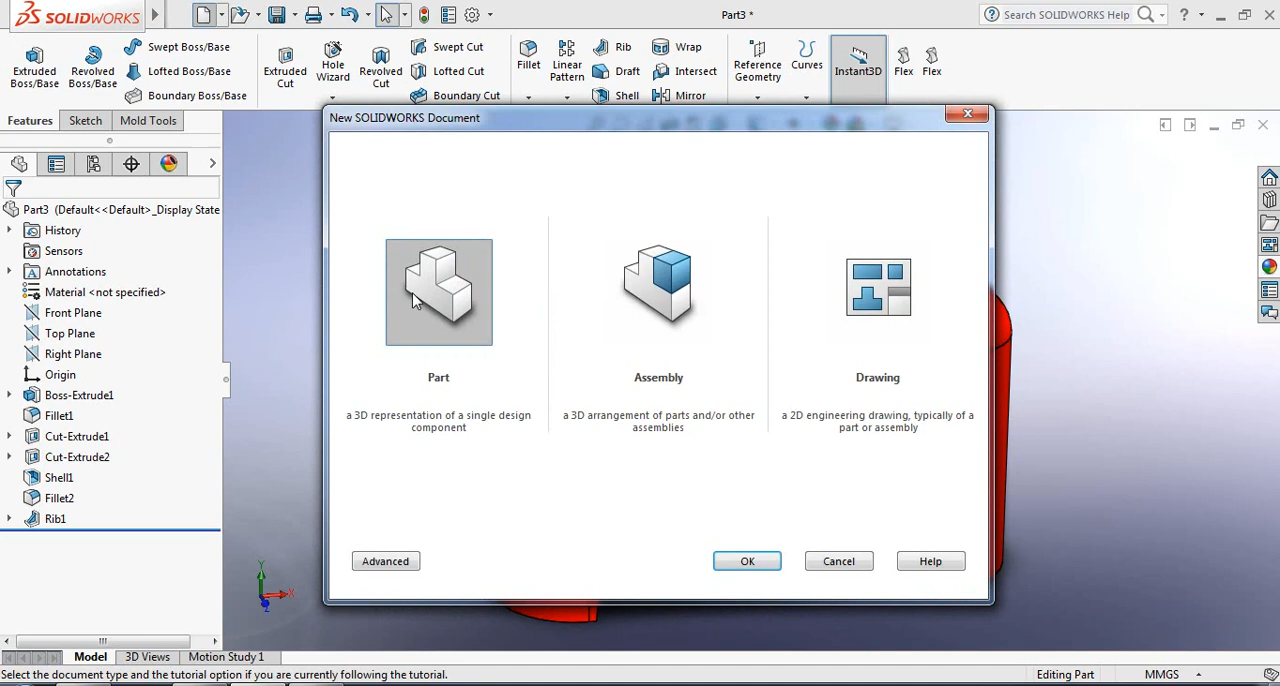 SOLIDWORKS
Part3 *
Search SOLIDWORKS Help
?
Extruded Boss/Base
Revolved Boss/Base
Swept Boss/Base
Lofted Boss/Base
Boundary Boss/Base
Extruded Cut
Hole Wizard
Revolved Cut
Swept Cut
Lofted Cut
Boundary Cut
Fillet
Linear Pattern
Rib
Draft
Shell
Wrap
Intersect
Mirror
Reference Geometry
Curves
Instant3D
Flex
Flex
Features
Sketch
Mold Tools
Part3 (Default<<Default>_Display State
History
Sensors
Annotations
Material <not specified>
Front Plane
Top Plane
Right Plane
Origin
Boss-Extrude1
Fillet1
Cut-Extrude1
Cut-Extrude2
Shell1
Fillet2
Rib1
New SOLIDWORKS Document
Part
a 3D representation of a single design
component
Assembly
a 3D arrangement of parts and/or other
assemblies
Drawing
a 2D engineering drawing, typically of a
part or assembly
Advanced
OK
Cancel
Help
Y
X
Z
Model
3D Views
Motion Study 1
Select the document type and the tutorial option if you are currently following the tutorial.
Editing Part
MMGS